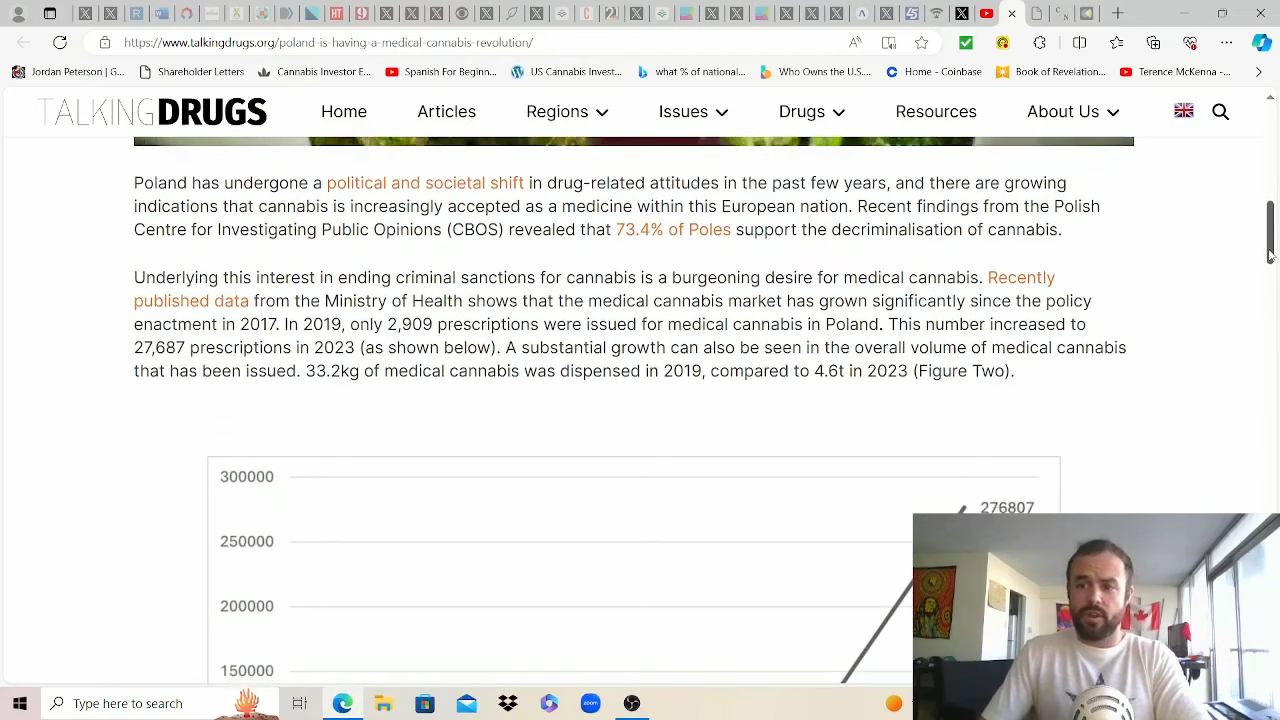 https://www.talkingdrugs.org/poland-is-having-a-medical-cannabis-revolution/
Jordan Peterson | G...
Shareholder Letters
Cannabis Investor E...
Spanish For Beginn...
US Cannabis Invest...
what % of national...
Who Owns the U.S...
Home - Coinbase
Book of Revelation...
Terence McKenna -...
TALKINGDRUGS
Home
Articles
Regions
Issues
Drugs
Resources
About Us
Poland has undergone a political and societal shift in drug-related attitudes in the past few years, and there are growing
indications that cannabis is increasingly accepted as a medicine within this European nation. Recent findings from the Polish
Centre for Investigating Public Opinions (CBOS) revealed that 73.4% of Poles support the decriminalisation of cannabis.
Underlying this interest in ending criminal sanctions for cannabis is a burgeoning desire for medical cannabis. Recently
published data from the Ministry of Health shows that the medical cannabis market has grown significantly since the policy
enactment in 2017. In 2019, only 2,909 prescriptions were issued for medical cannabis in Poland. This number increased to
27,687 prescriptions in 2023 (as shown below). A substantial growth can also be seen in the overall volume of medical cannabis
that has been issued. 33.2kg of medical cannabis was dispensed in 2019, compared to 4.6t in 2023 (Figure Two).
300000
276807
250000
200000
150000
Type here to search
zoom